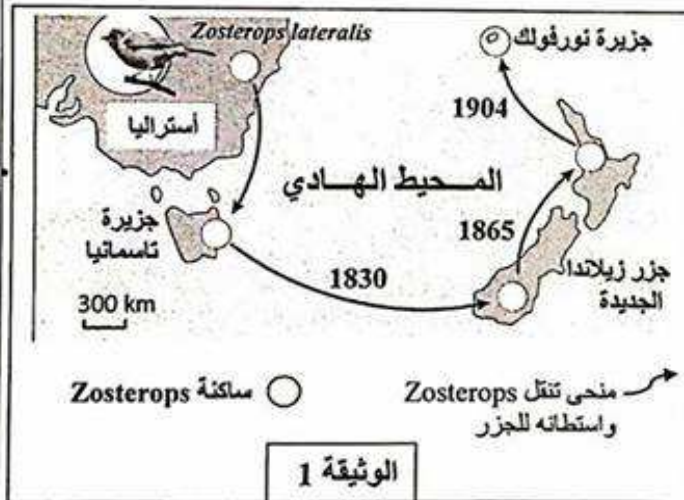 Zosterops lateralis
جزيرة نورفولك
أستراليا
1904
المحيط الهادي
جزيرة
تاسمانيا
1865
1830
جزر زيلاندا
الجديدة
300 km
ساكنة Zosterops
منحى تنقل Zosterops
واستطانه للجزر
الوثيقة 1